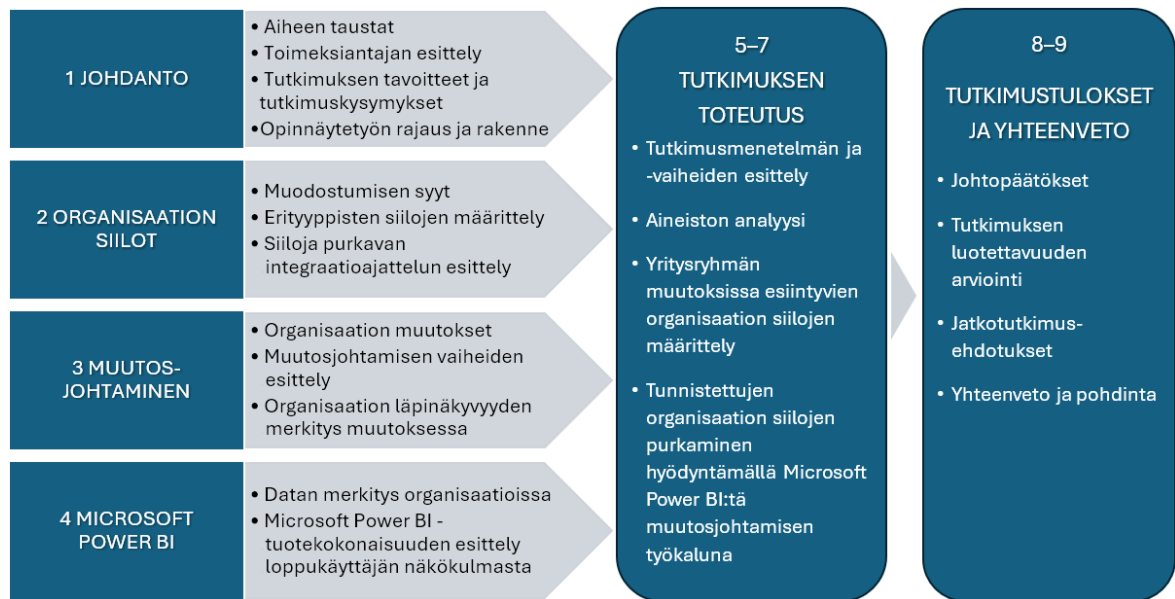 1 JOHDANTO
• Aiheen taustat
• Toimeksiantajan esittely
• Tutkimuksen tavoitteet ja
tutkimuskysymykset
• Opinnäytetyön rajaus ja rakenne
2 ORGANISAATION
SIILOT
• Muodostumisen syyt
• Erityyppisten siilojen määrittely
• Siiloja purkavan
integraatioajattelun esittely
3 MUUTOS-
JOHTAMINEN
• Organisaation muutokset
• Muutosjohtamisen vaiheiden
esittely
• Organisaation läpinäkyvyyden
merkitys muutoksessa
4 MICROSOFT
POWER BI
• Datan merkitys organisaatioissa
• Microsoft Power BI -
tuotekokonaisuuden esittely
loppukäyttäjän näkökulmasta
5–7
TUTKIMUKSEN
TOTEUTUS
• Tutkimusmenetelmän ja
-vaiheiden esittely
• Aineiston analyysi
• Yritysryhmän
muutoksissa esiintyvien
organisaation siilojen
määrittely
• Tunnistettujen
organisaation siilojen
purkaminen
hyödyntämällä Microsoft
Power BI:tä
muutosjohtamisen
työkaluna
8–9
TUTKIMUSTULOKSET
JA YHTEENVETO
• Johtopäätökset
• Tutkimuksen
luotettavuuden
arviointi
• Jatkotutkimus-
ehdotukset
• Yhteenveto ja pohdinta